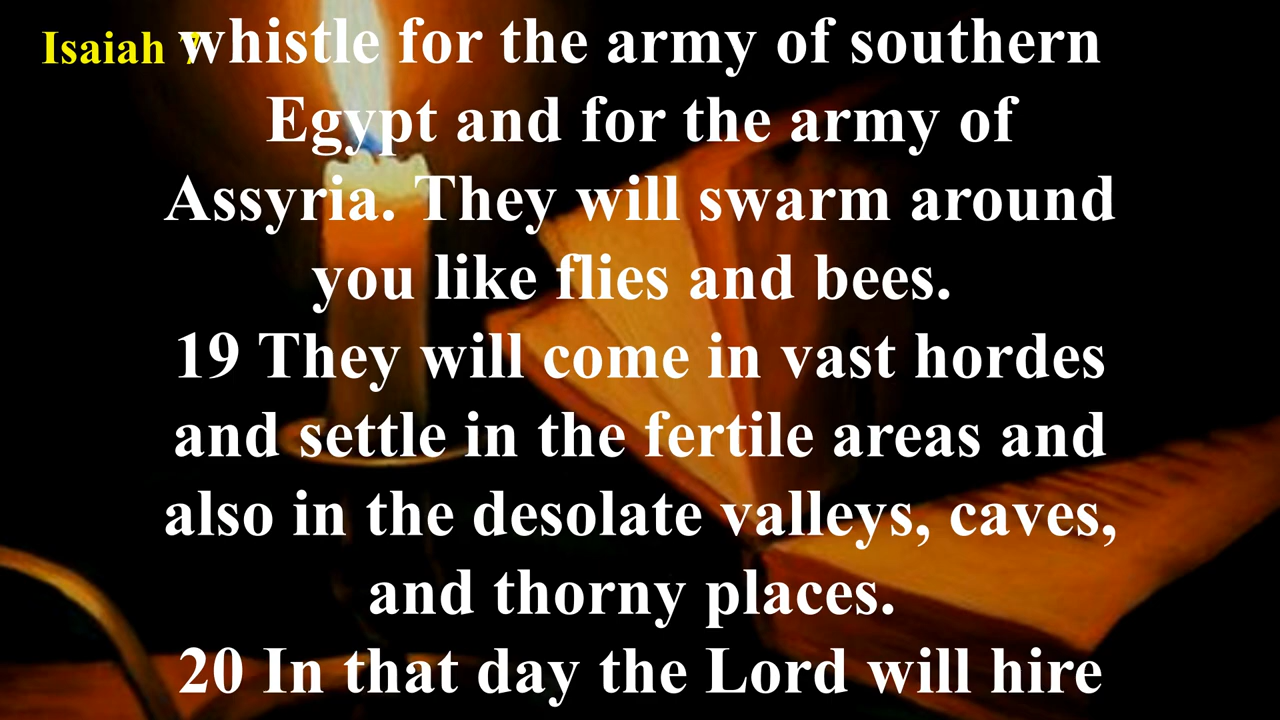 Isaiah 7
whistle for the army of southern
Egypt and for the army of
Assyria. They will swarm around
you like flies and bees.
19 They will come in vast hordes
and settle in the fertile areas and
also in the desolate valleys, caves,
and thorny places.
20 In that day the Lord will hire